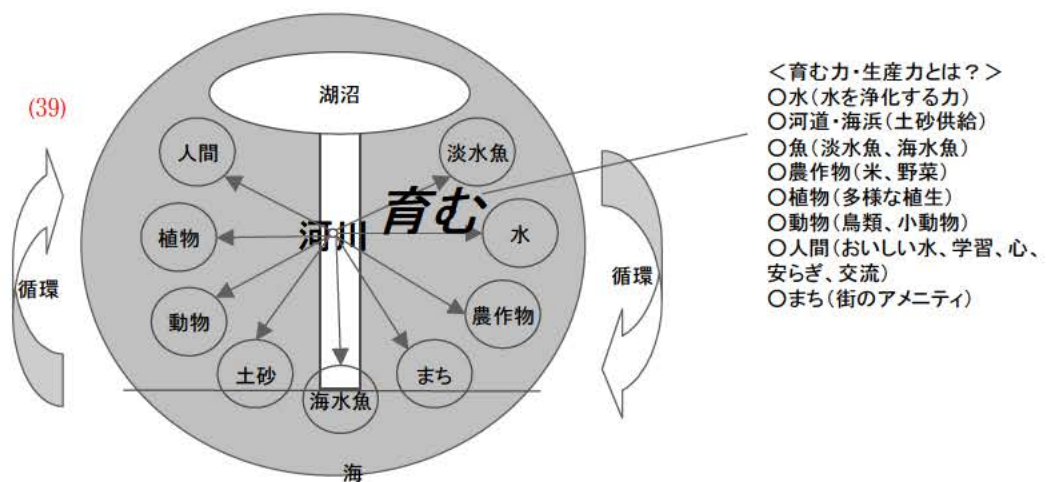 (39)
湖沼
人間
淡水魚
育む
河川
植物
水
循環
循環
動物
農作物
土砂
まち
海水魚
海
<育む力・生産力とは?>
○水(水を浄化する力)
○河道・海浜(土砂供給)
○魚(淡水魚、海水魚)
○農作物(米、野菜)
○植物(多様な植生)
○動物(鳥類、小動物)
○人間(おいしい水、学習、心、
安らぎ、交流)
○まち(街のアメニティ)